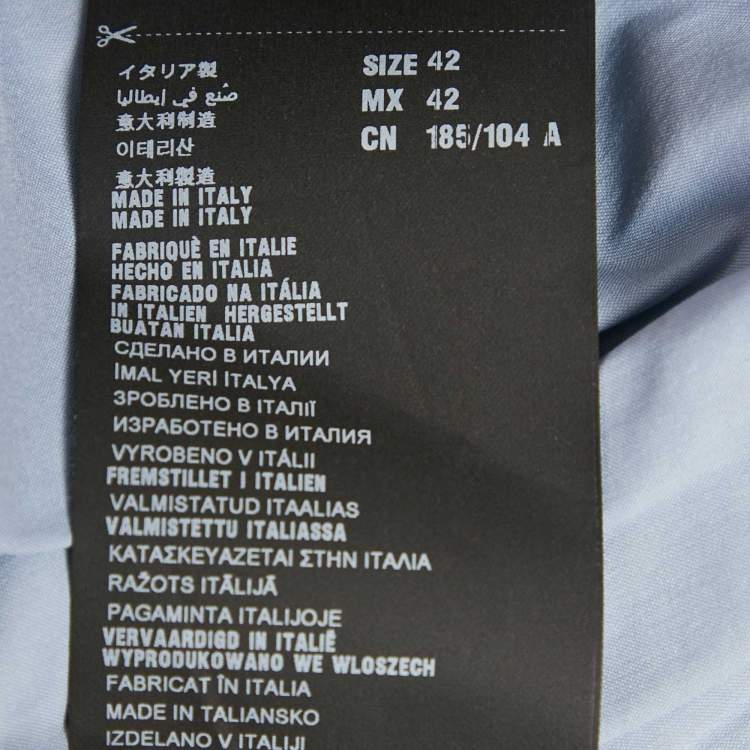 イタリア製
صُنع في إيطاليا
意大利制造
이테리산
意大利製造
MADE IN ITALY
MADE IN ITALY
FABRIQUÈ EN ITALIE
HECHO EN ITALIA
FABRICADO NA ITÁLIA
IN ITALIEN HERGESTELLT
BUATAN ITALIA
СДЕЛАНО В ИТАЛИИ
İMAL YERİ İTALYA
ЗРОБЛЕНО В ІТАЛІЇ
ИЗРАБОТЕНО В ИТАЛИЯ
VYROBENO V ITÁLII
FREMSTILLET I ITALIEN
VALMISTATUD ITAALIAS
VALMISTETTU ITALIASSA
ΚΑΤΑΣΚΕΥΑΖΕΤΑΙ ΣΤΗΝ ΙΤΑΛΙΑ
RAŽOTS ITĀLIJĀ
PAGAMINTA ITALIJOJE
VERVAARDIGD IN ITALIË
WYPRODUKOWANO WE WLOSZECH
FABRICAT ÎN ITALIA
MADE IN TALIANSKO
IZDELANO V ITALIJI
SIZE 42
MX 42
CN 185/104 A